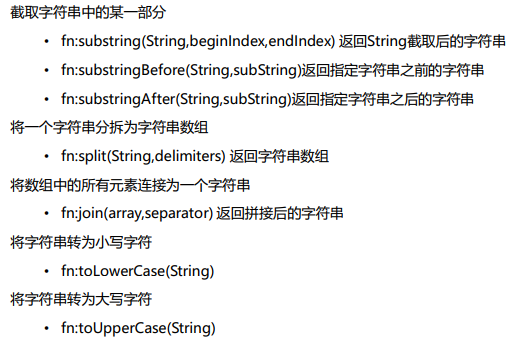 截取字符串中的某一部分
• fn:substring(String,beginIndex,endIndex) 返回String截取后的字符串
• fn:substringBefore(String,subString)返回指定字符串之前的字符串
• fn:substringAfter(String,subString)返回指定字符串之后的字符串
将一个字符串分拆为字符串数组
• fn:split(String,delimiters) 返回字符串数组
将数组中的所有元素连接为一个字符串
• fn:join(array,separator) 返回拼接后的字符串
将字符串转为小写字符
• fn:toLowerCase(String)
将字符串转为大写字符
• fn:toUpperCase(String)